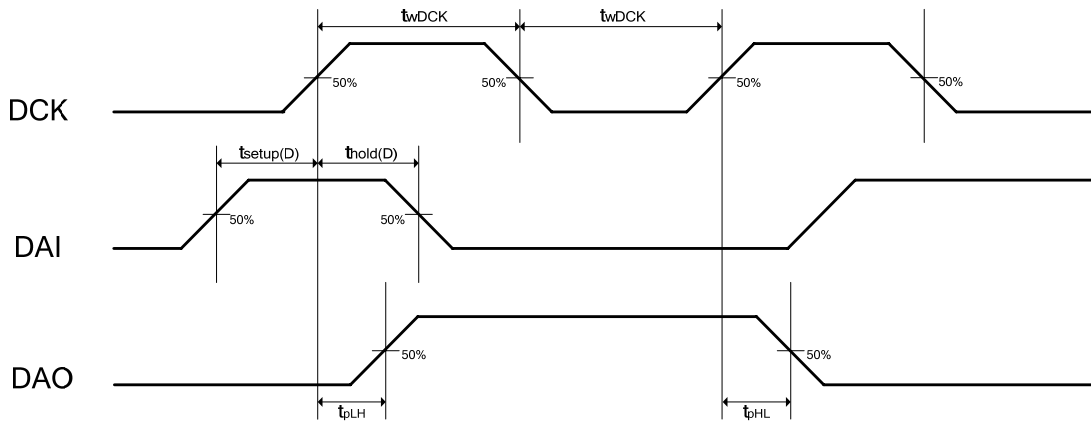 twDCK twDCK
50% 50% 50% 50%
DCK
tsetup(D) thold(D)
50% 50%
DAI
50% 50%
DAO
tpLH tpHL